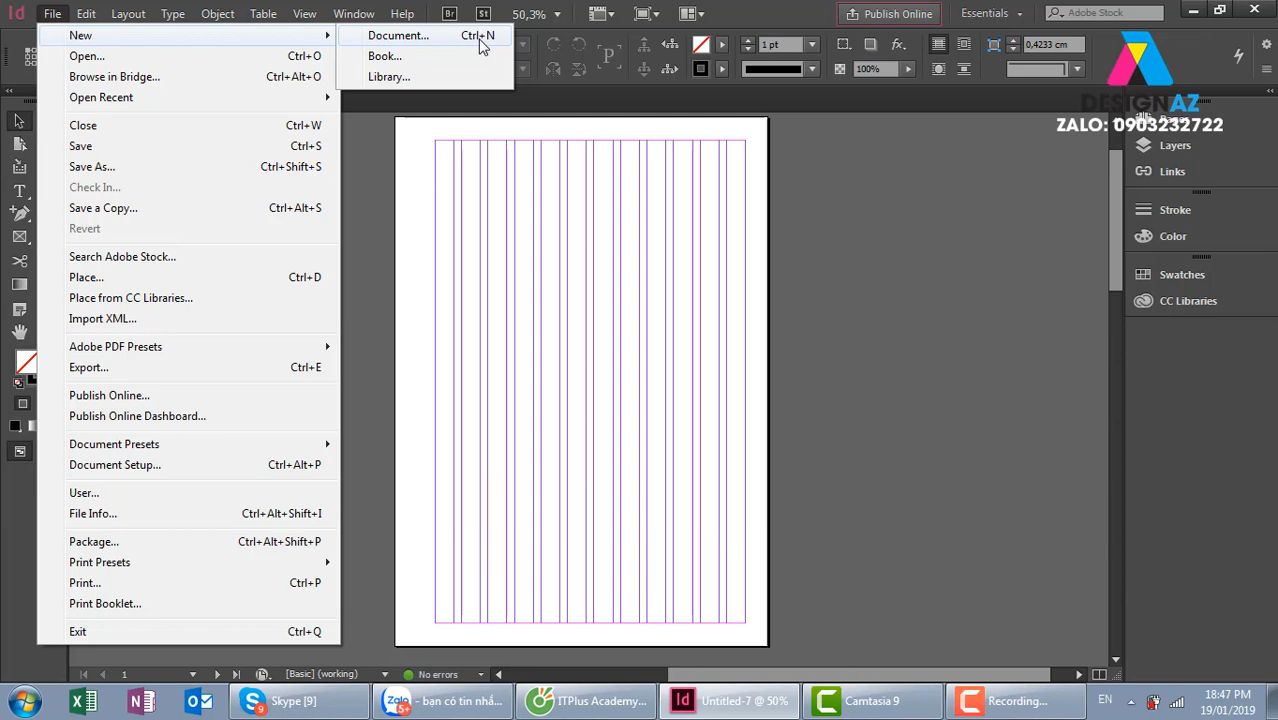 Id File Edit Layout Type Object Table View Window Help Br St 50,3% Publish Online Essentials Adobe Stock
New
Document... Ctrl+N
Open... Ctrl+O
Book...
1 pt
0,4233 cm
Browse in Bridge... Ctrl+Alt+O
Library...
100%
Open Recent
DESIGNAZ
ZALO: 0903232722
Close Ctrl+W
Save Ctrl+S
Layers
Save As... Ctrl+Shift+S
Links
Check In...
Save a Copy... Ctrl+Alt+S
Stroke
Revert
Color
Search Adobe Stock...
Place... Ctrl+D
Swatches
Place from CC Libraries...
CC Libraries
Import XML...
Adobe PDF Presets
Export... Ctrl+E
Publish Online...
Publish Online Dashboard...
Document Presets
Document Setup... Ctrl+Alt+P
User...
File Info... Ctrl+Alt+Shift+I
Package... Ctrl+Alt+Shift+P
Print Presets
Print... Ctrl+P
Print Booklet...
Exit Ctrl+Q
1 [Basic] (working) No errors
Skype [9]
- bạn có tin nhắ...
ITPlus Academy...
Untitled-7 @ 50%
Camtasia 9
Recording...
EN
18:47 PM
19/01/2019